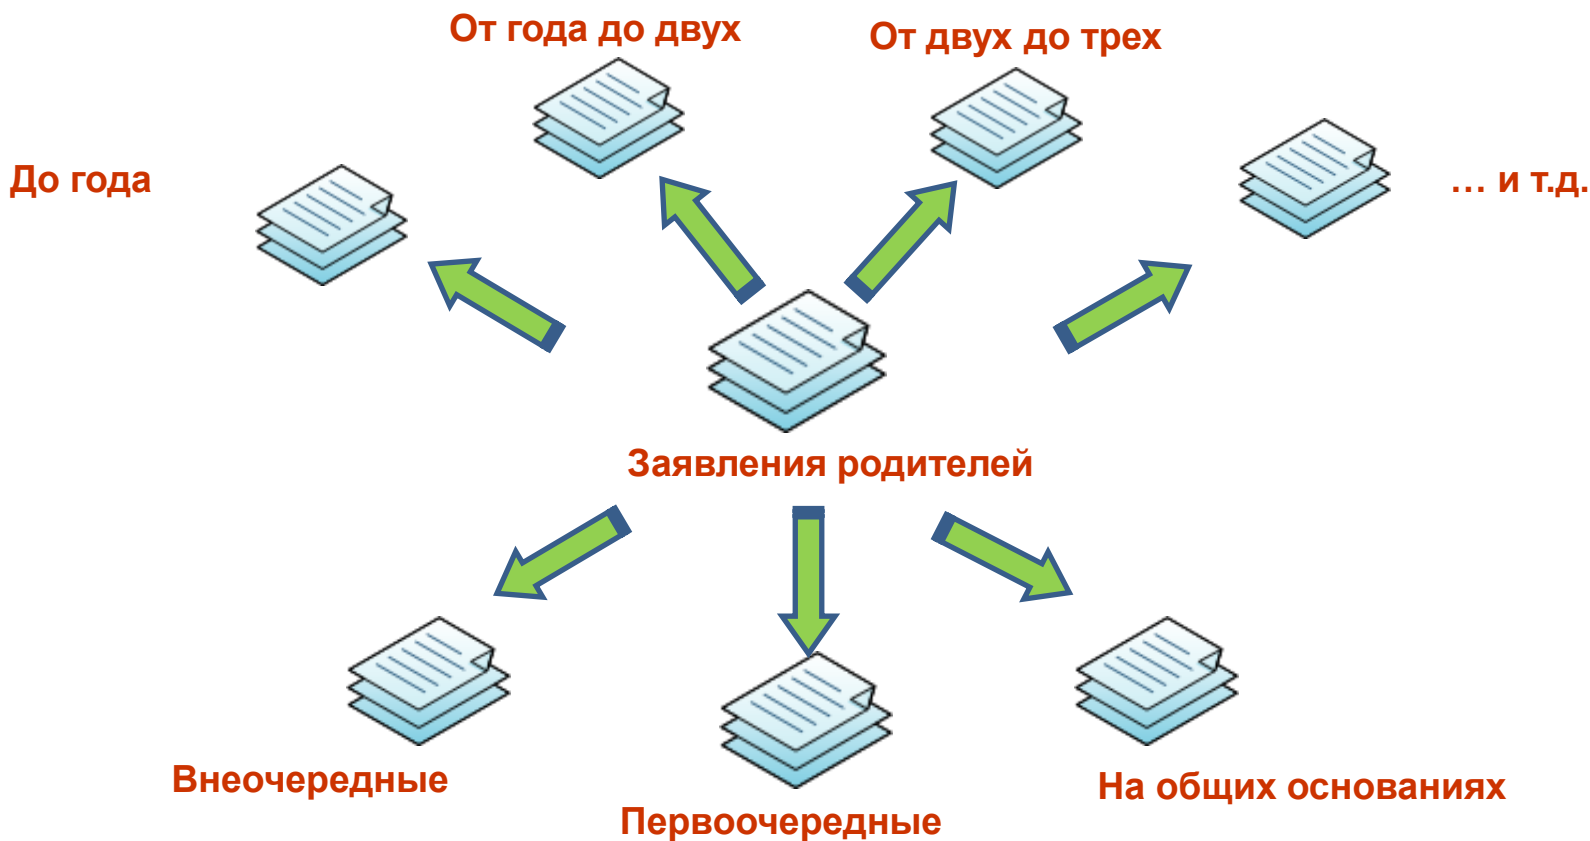 От года до двух
От двух до трех
До года
... и т.д.
Заявления родителей
Внеочередные
На общих основаниях
Первоочередные